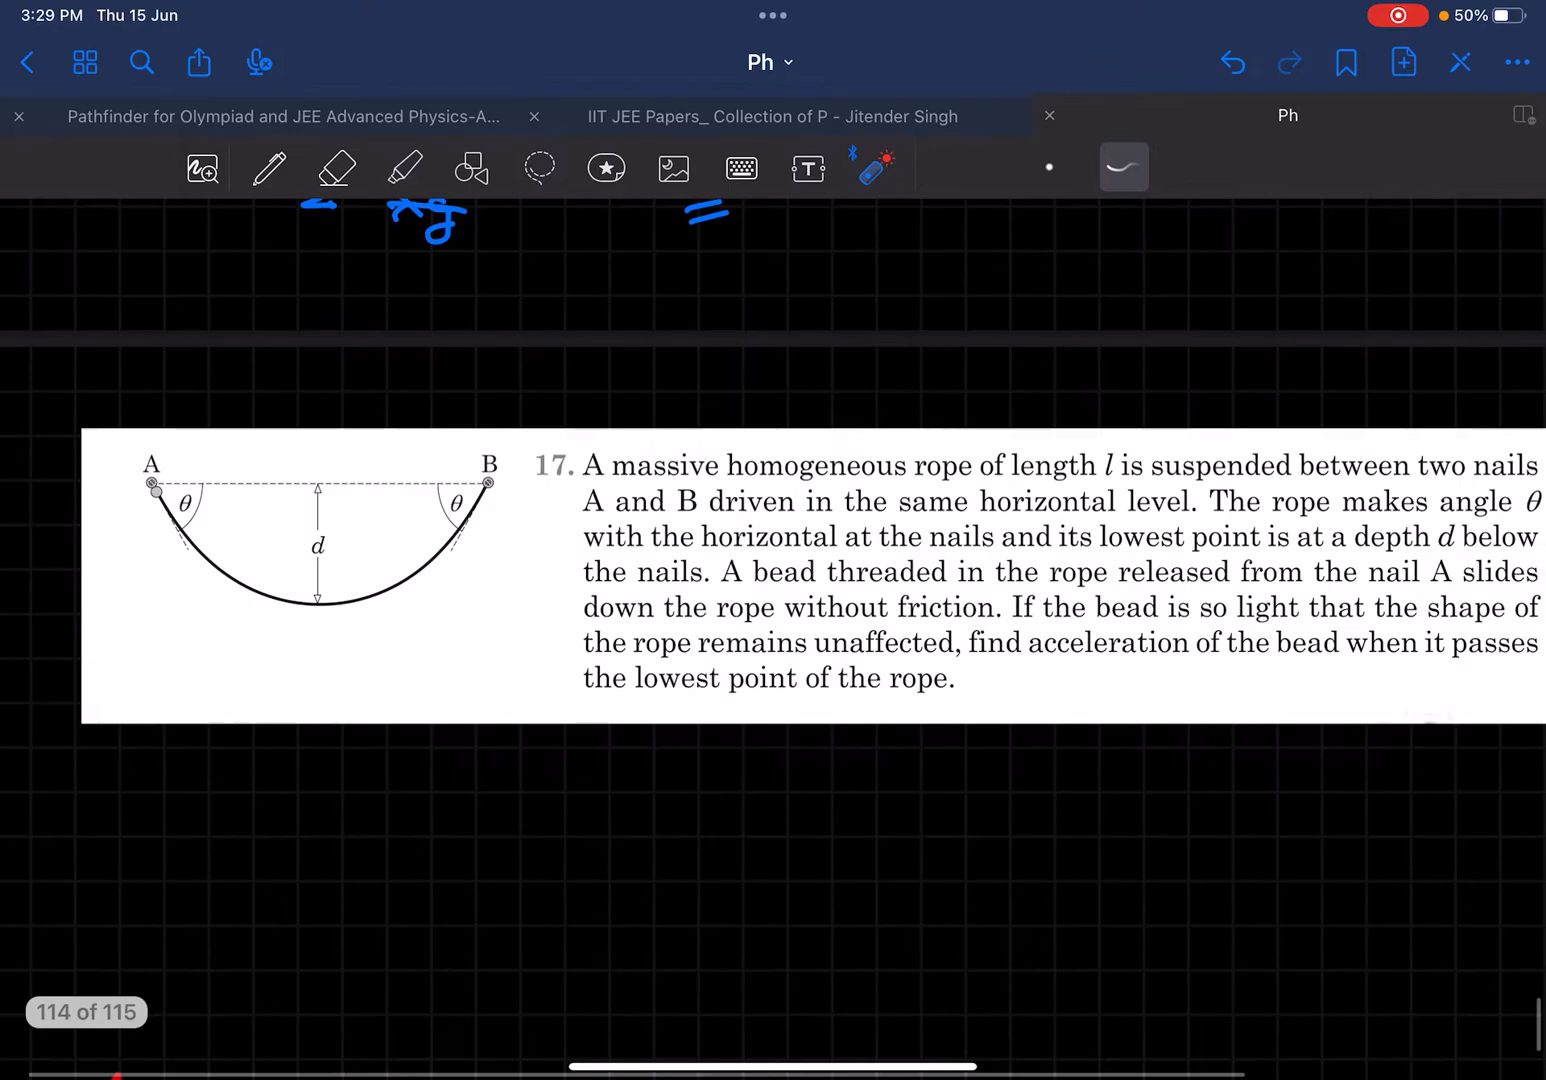 3:29 PM Thu 15 Jun
50%
Ph
Pathfinder for Olympiad and JEE Advanced Physics-A...
IIT JEE Papers_ Collection of P - Jitender Singh
Ph
T
A
B
θ
θ
d
17. A massive homogeneous rope of length l is suspended between two nails
A and B driven in the same horizontal level. The rope makes angle θ
with the horizontal at the nails and its lowest point is at a depth d below
the nails. A bead threaded in the rope released from the nail A slides
down the rope without friction. If the bead is so light that the shape of
the rope remains unaffected, find acceleration of the bead when it passes
the lowest point of the rope.
114 of 115